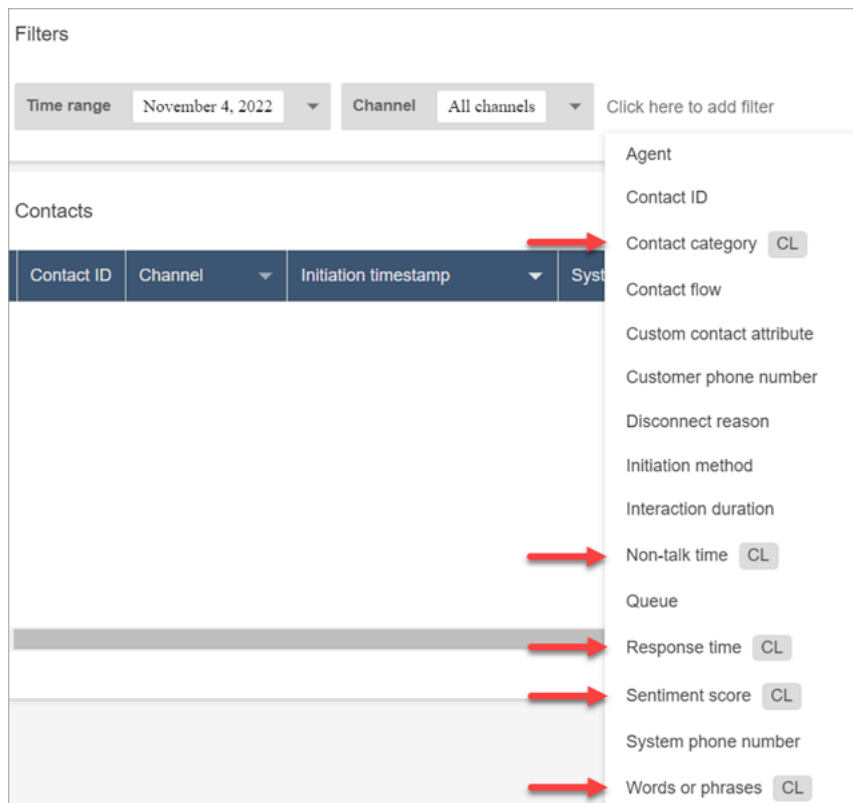 Filters
Time range November 4, 2022 Channel All channels Click here to add filter
Agent
Contact ID
Contact category CL
Contact flow
Custom contact attribute
Customer phone number
Disconnect reason
Initiation method
Interaction duration
Non-talk time CL
Queue
Response time CL
Sentiment score CL
System phone number
Words or phrases CL
Contacts
Contact ID Channel Initiation timestamp Syst